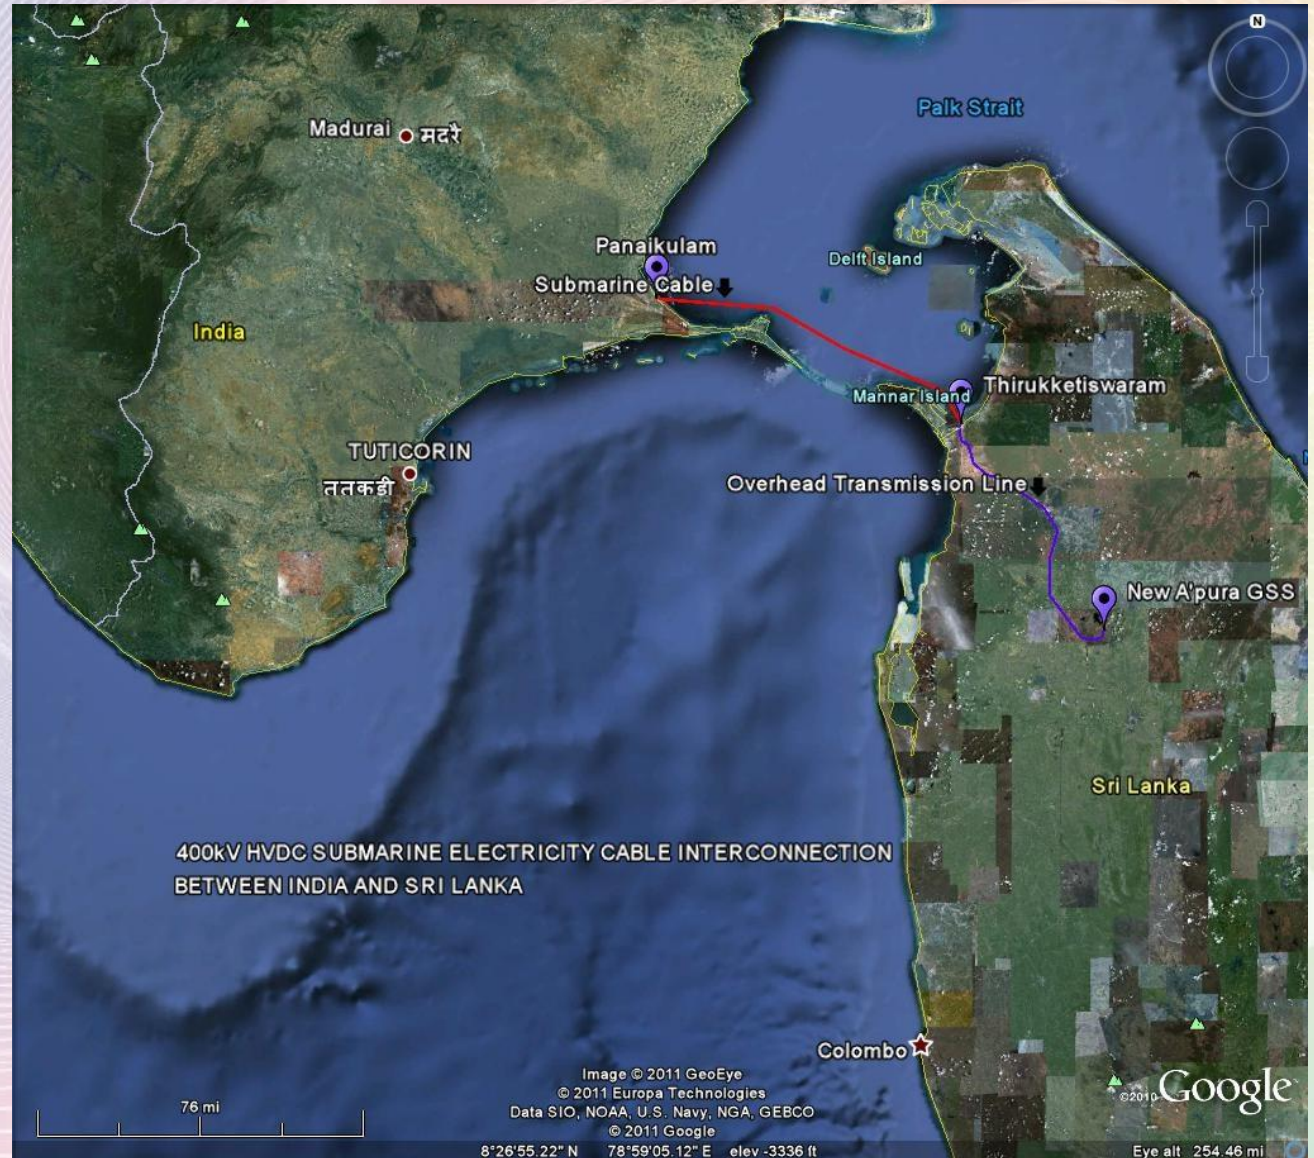 N
Palk Strait
Madurai
मदरै
Panaikulam
Delft Island
Submarine Cable
India
Thirukketiswaram
Mannar Island
TUTICORIN
ततकडी
Overhead Transmission Line
New A'pura GSS
Sri Lanka
400kV HVDC SUBMARINE ELECTRICITY CABLE INTERCONNECTION
BETWEEN INDIA AND SRI LANKA
Colombo
Image © 2011 GeoEye
© 2011 Europa Technologies
Data SIO, NOAA, U.S. Navy, NGA, GEBCO
© 2011 Google
©2010 Google
76 mi
8°26'55.22" N 78°59'05.12" E elev -3336 ft
Eye alt 254.46 mi